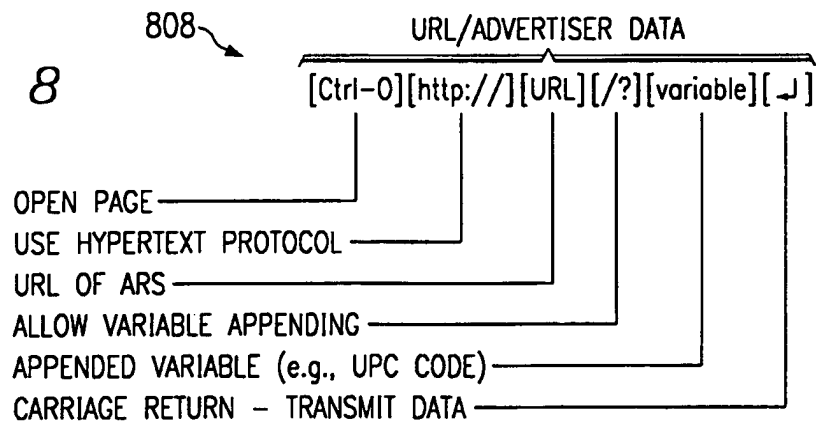 808
URL/ADVERTISER DATA
8
[Ctrl-O][http://][URL][/?][variable][↵]
OPEN PAGE
USE HYPERTEXT PROTOCOL
URL OF ARS
ALLOW VARIABLE APPENDING
APPENDED VARIABLE (e.g., UPC CODE)
CARRIAGE RETURN - TRANSMIT DATA